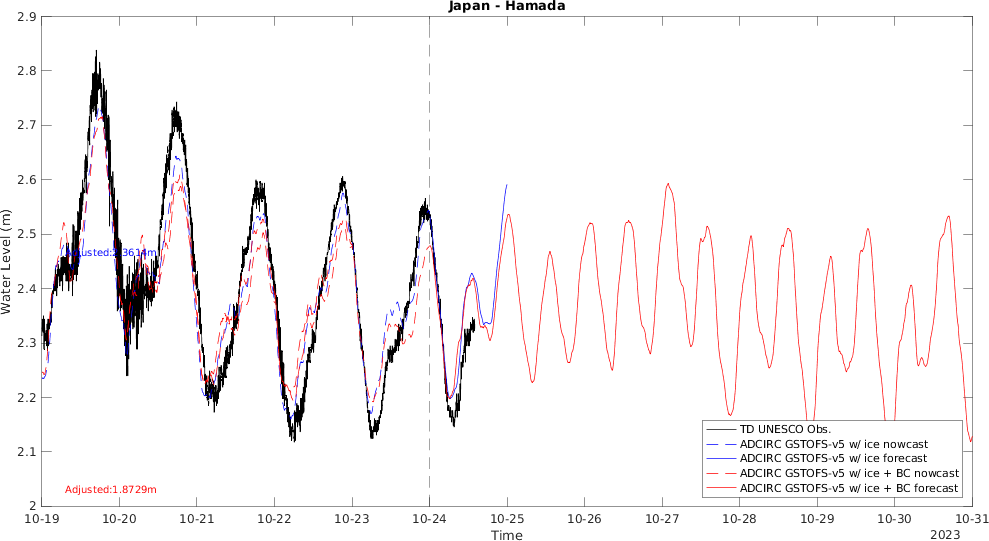 Japan - Hamada
2.9
2.8
2.7
2.6
2.5
2.4
2.3
2.2
2.1
2
Water Level (m)
Adjusted:2.3614m
Adjusted:1.8729m
TD UNESCO Obs.
ADCIRC GSTOFS-v5 w/ ice nowcast
ADCIRC GSTOFS-v5 w/ ice forecast
ADCIRC GSTOFS-v5 w/ ice + BC nowcast
ADCIRC GSTOFS-v5 w/ ice + BC forecast
10-19 10-20 10-21 10-22 10-23 10-24 10-25 10-26 10-27 10-28 10-29 10-30 10-31
Time
2023